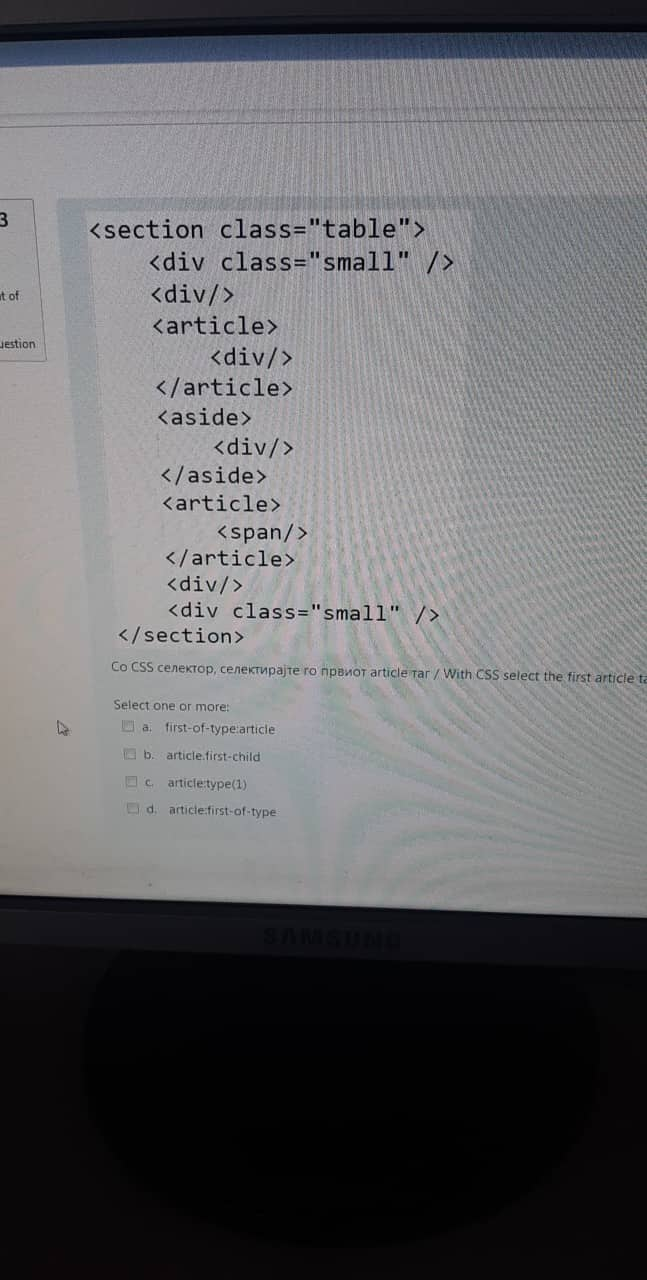 3
of
<section class="table">
<div class="small" />
<div/>
<article>
<div/>
</article>
<aside>
<div/>
</aside>
<article>
<span/>
</article>
<div/>
<div class="small" />
</section>
Со CSS селектор, селектирајте го првиот article таг / With CSS select the first article
Select one or more:
a. first-of-type:article
b. article.first-child
c. article:type(1)
d. article:first-of-type
SAMSUNG